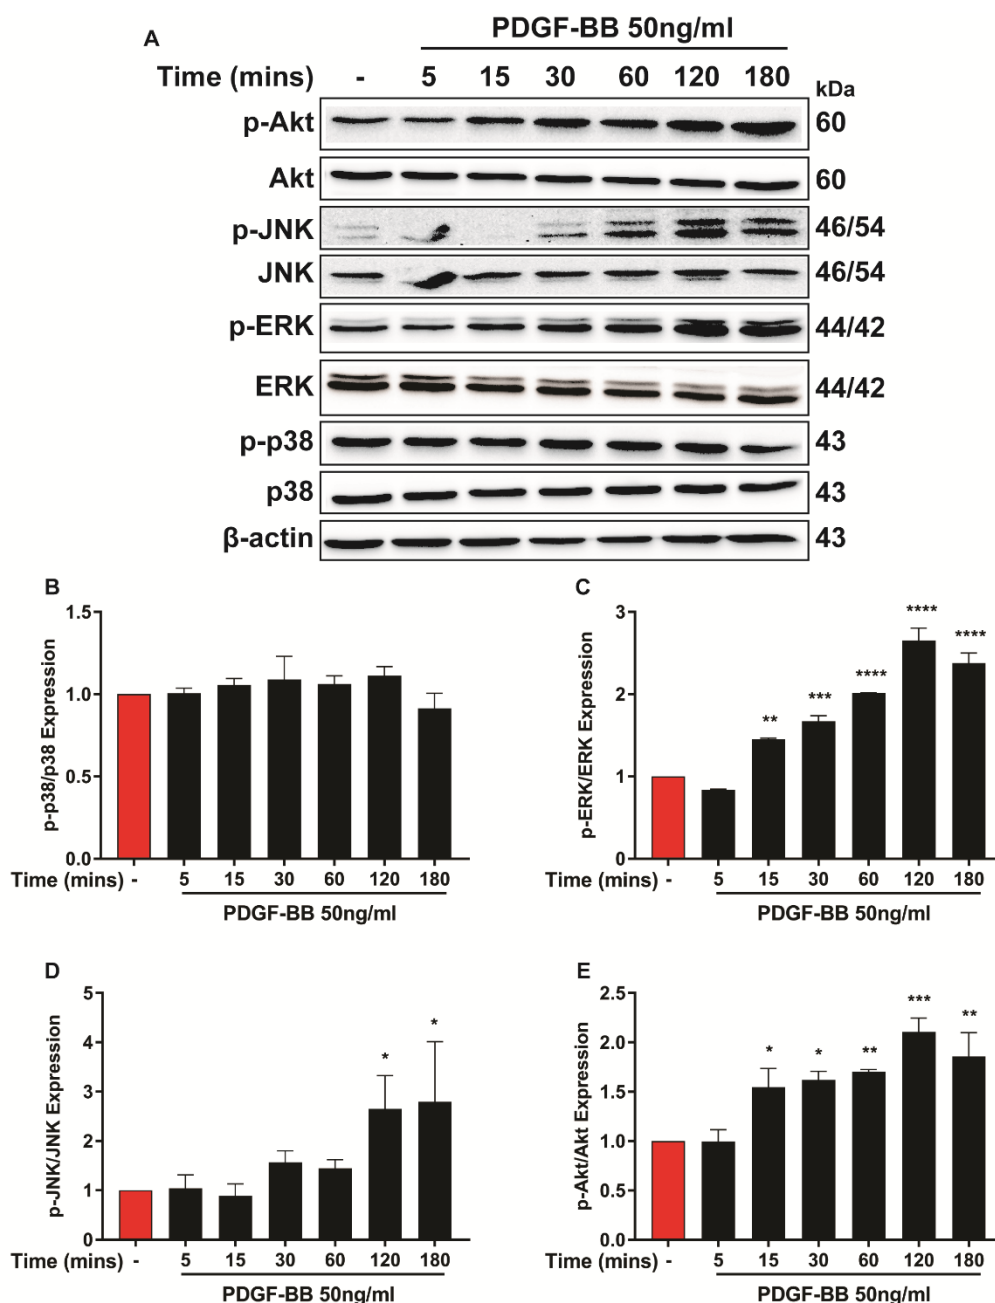 A
PDGF-BB 50ng/ml
Time (mins) - 5 15 30 60 120 180
kDa
p-Akt 60
Akt 60
p-JNK 46/54
JNK 46/54
p-ERK 44/42
ERK 44/42
p-p38 43
p38 43
β-actin 43
B
p-p38/p38 Expression
1.5
1.0
0.5
0.0
Time (mins) - 5 15 30 60 120 180
PDGF-BB 50ng/ml
C
p-ERK/ERK Expression
3
2
1
0
** *** **** **** ****
Time (mins) - 5 15 30 60 120 180
PDGF-BB 50ng/ml
D
p-JNK/JNK Expression
5
4
3
2
1
0
* *
Time (mins) - 5 15 30 60 120 180
PDGF-BB 50ng/ml
E
p-Akt/Akt Expression
2.5
2.0
1.5
1.0
0.5
0.0
* * ** *** **
Time (mins) - 5 15 30 60 120 180
PDGF-BB 50ng/ml